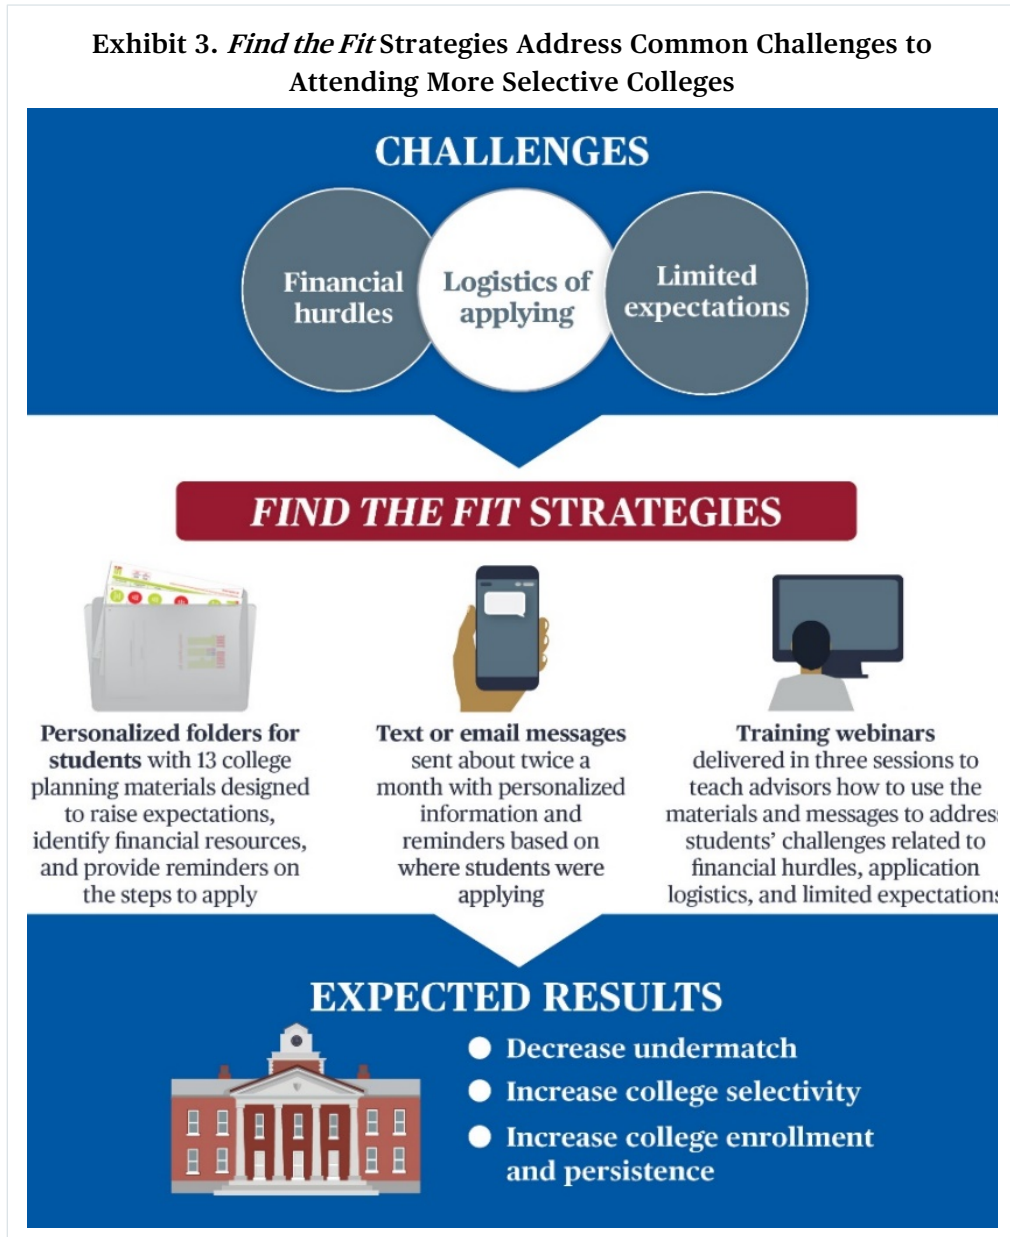 Exhibit 3. Find the Fit Strategies Address Common Challenges to
Attending More Selective Colleges
CHALLENGES
Financial
hurdles
Logistics of
applying
Limited
expectations
FIND THE FIT STRATEGIES
Personalized folders for
students with 13 college
planning materials designed
to raise expectations,
identify financial resources,
and provide reminders on
the steps to apply
Text or email messages
sent about twice a
month with personalized
information and
reminders based on
where students were
applying
Training webinars
delivered in three sessions to
teach advisors how to use the
materials and messages to addres
students’ challenges related to
financial hurdles, application
logistics, and limited expectations
EXPECTED RESULTS
Decrease undermatch
Increase college selectivity
Increase college enrollment
and persistence